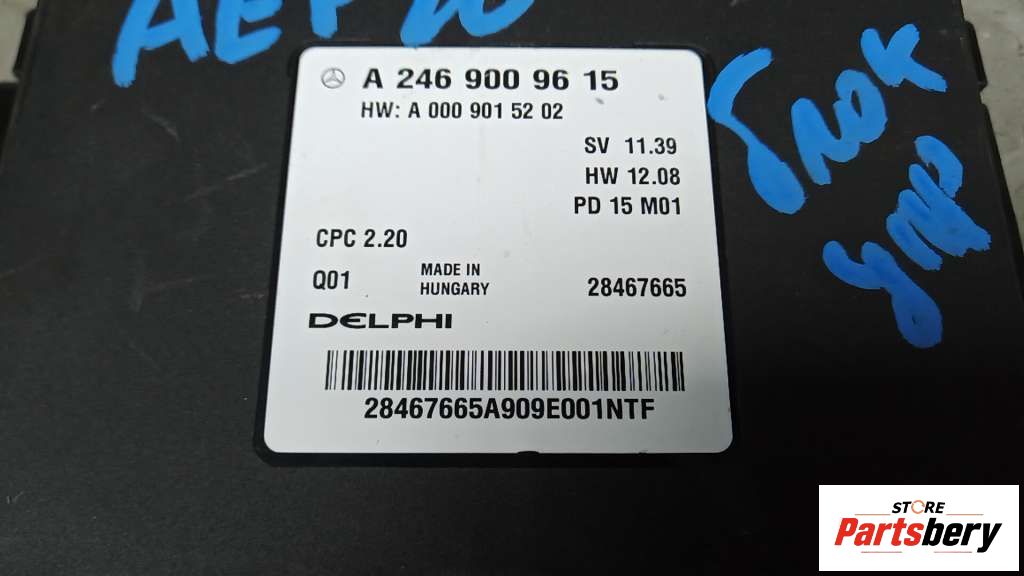 A 246 900 96 15
HW: A 000 901 52 02
SV 11.39
HW 12.08
PD 15 M01
CPC 2.20
Q01
MADE IN
HUNGARY
28467665
DELPHI
28467665A909E001NTF
блок
STORE
Partsbery